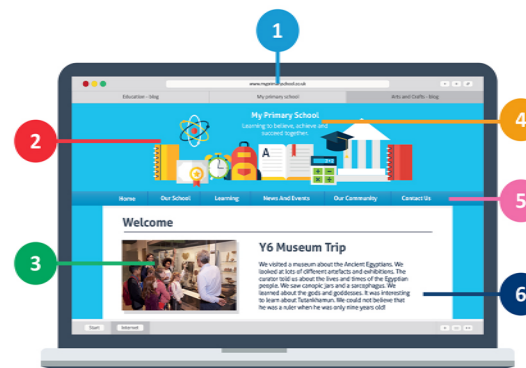 1
www.myprimaryschool.co.uk
Education - blog
My primary school
Arts and Crafts - blog
2
My Primary School
Learning to believe, achieve and
succeed together.
4
A
Home Our School Learning News And Events Our Community Contact Us
5
Welcome
3
Y6 Museum Trip
We visited a museum about the Ancient Egyptians. We
looked at lots of different artefacts and exhibitions. The
curator told us about the lives and times of the Egyptian
people. We saw canopic jars and a sarcophagus. We
learned about the gods and goddesses. It was interesting
to learn about Tutankhamun. We could not believe that
he was a ruler when he was only nine years old!
6
Start Internet